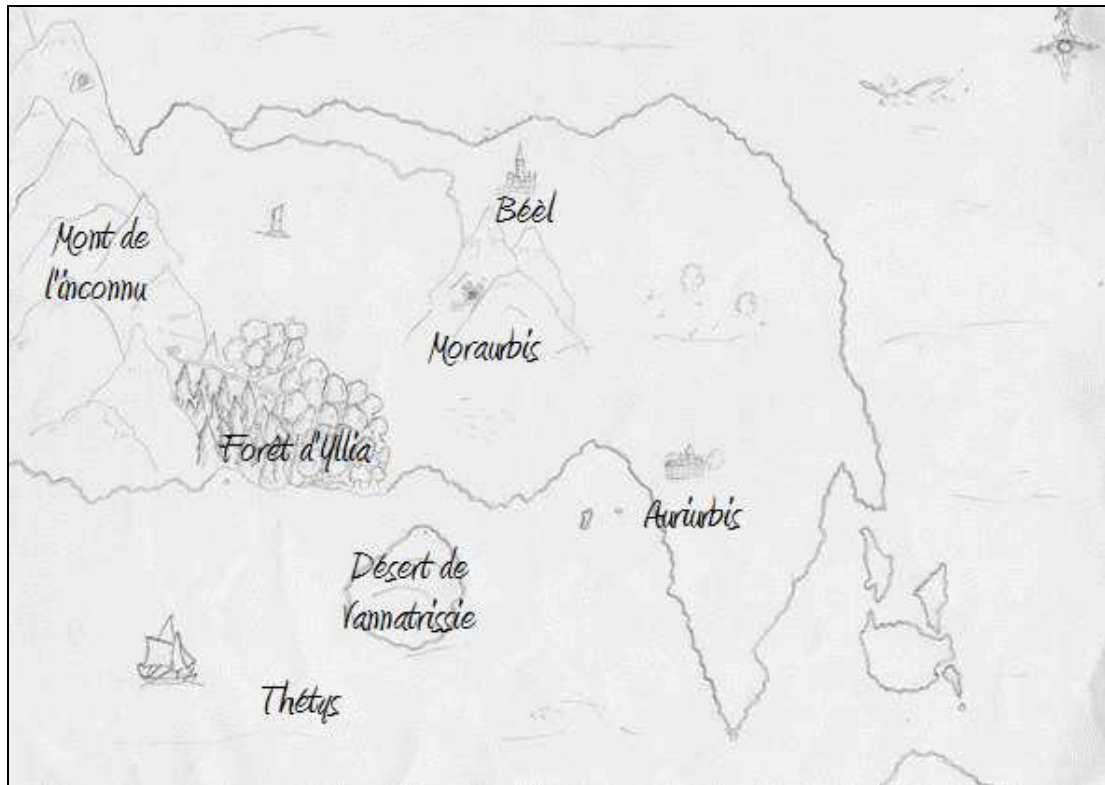 Béèl
Mont de
l'inconnu
Moraurbis
Forêt d'Yllia
Auriurbis
Désert de
Vannatrissie
Thétys